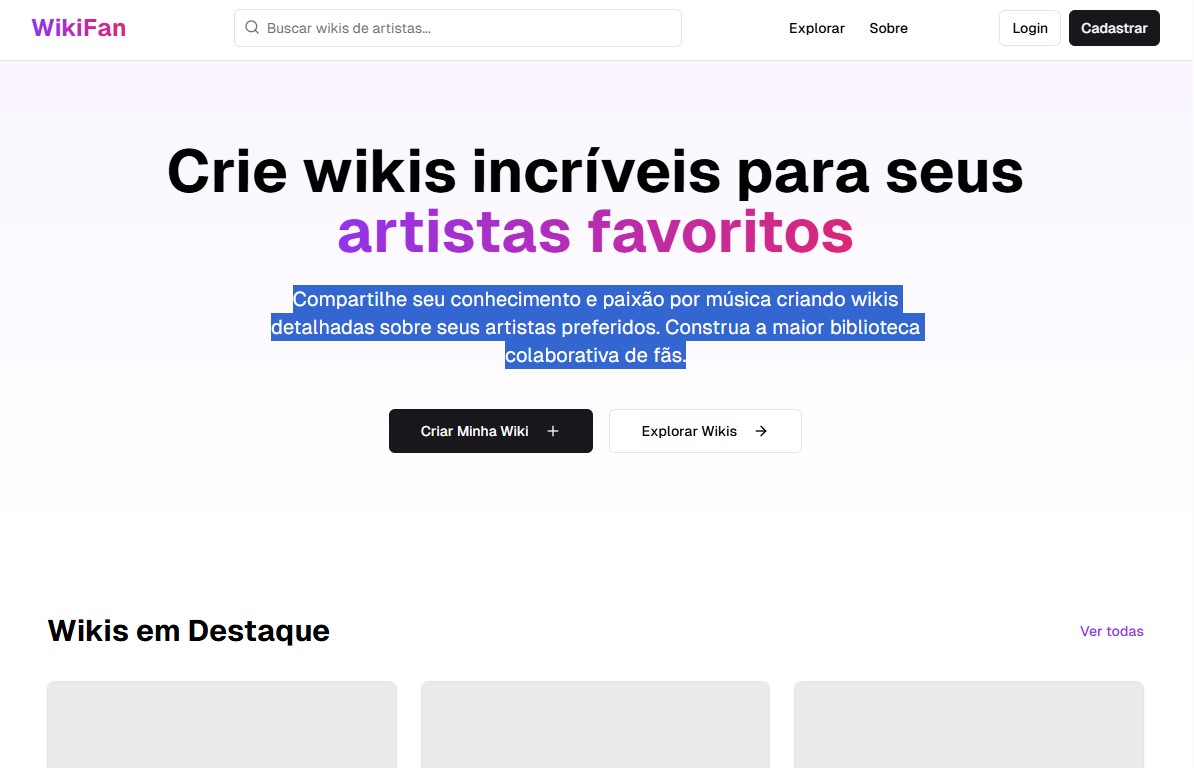 WikiFan
Buscar wikis de artistas...
Explorar
Sobre
Login
Cadastrar
Crie wikis incríveis para seus
artistas favoritos
Compartilhe seu conhecimento e paixão por música criando wikis
detalhadas sobre seus artistas preferidos. Construa a maior biblioteca
colaborativa de fãs.
Criar Minha Wiki
Explorar Wikis
Wikis em Destaque
Ver todas